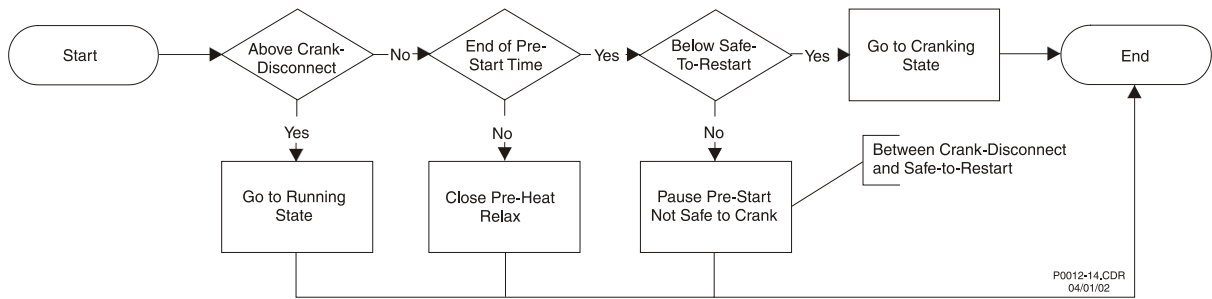 Start
Above Crank-
Disconnect
No
End of Pre-
Start Time
Yes
Below Safe-
To-Restart
Yes
Go to Cranking
State
End
Yes
No
No
Go to Running
State
Close Pre-Heat
Relax
Pause Pre-Start
Not Safe to Crank
Between Crank-Disconnect
and Safe-to-Restart
P0012-14.CDR
04/01/02